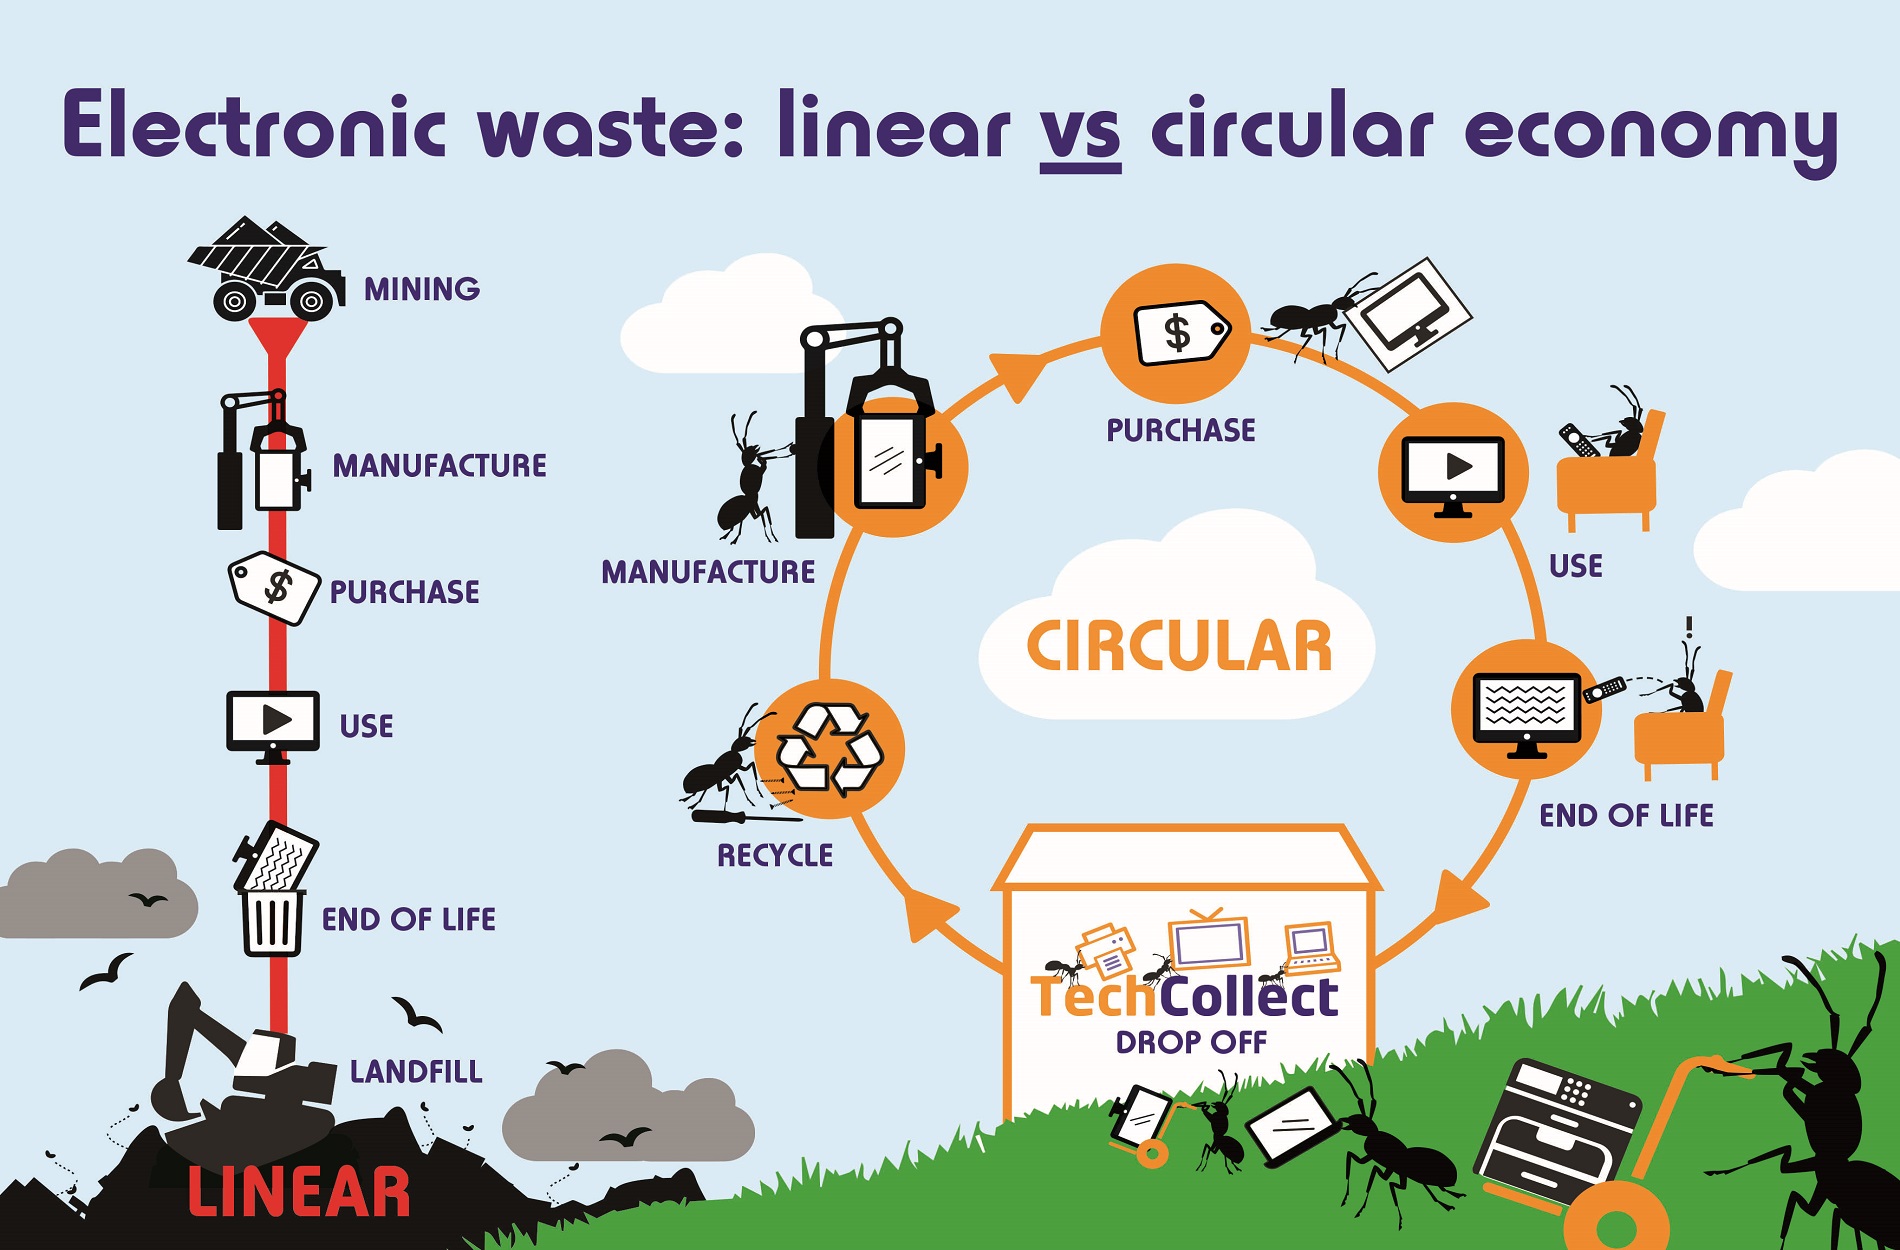 Electronic waste: linear vs circular economy
MINING
MANUFACTURE
$
PURCHASE
USE
END OF LIFE
LANDFILL
LINEAR
$
PURCHASE
MANUFACTURE
USE
CIRCULAR
!
END OF LIFE
RECYCLE
TechCollect
DROP OFF